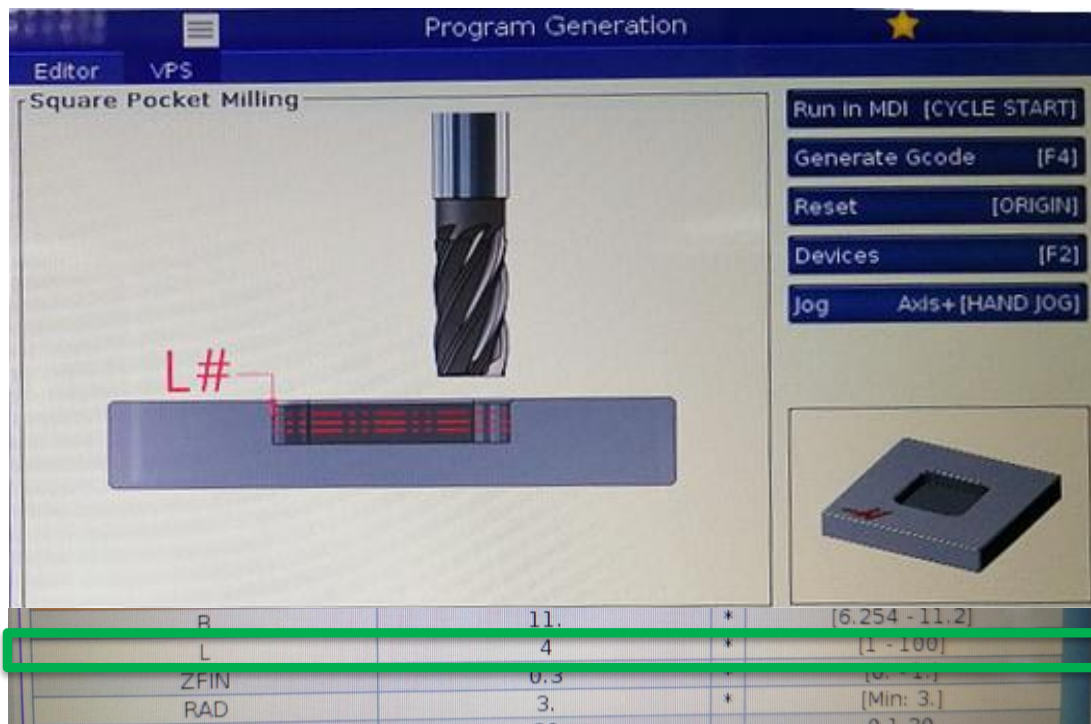 Program Generation
Editor VPS
Square Pocket Milling
Run in MDI [CYCLE START]
Generate Gcode [F4]
Reset [ORIGIN]
Devices [F2]
Jog Axis+[HAND JOG]
L#
R 11. * [6.254 - 11.2]
L 4 * [1 - 100]
ZFIN 0.3 * [0. - 1.]
RAD 3. * [Min: 3.]